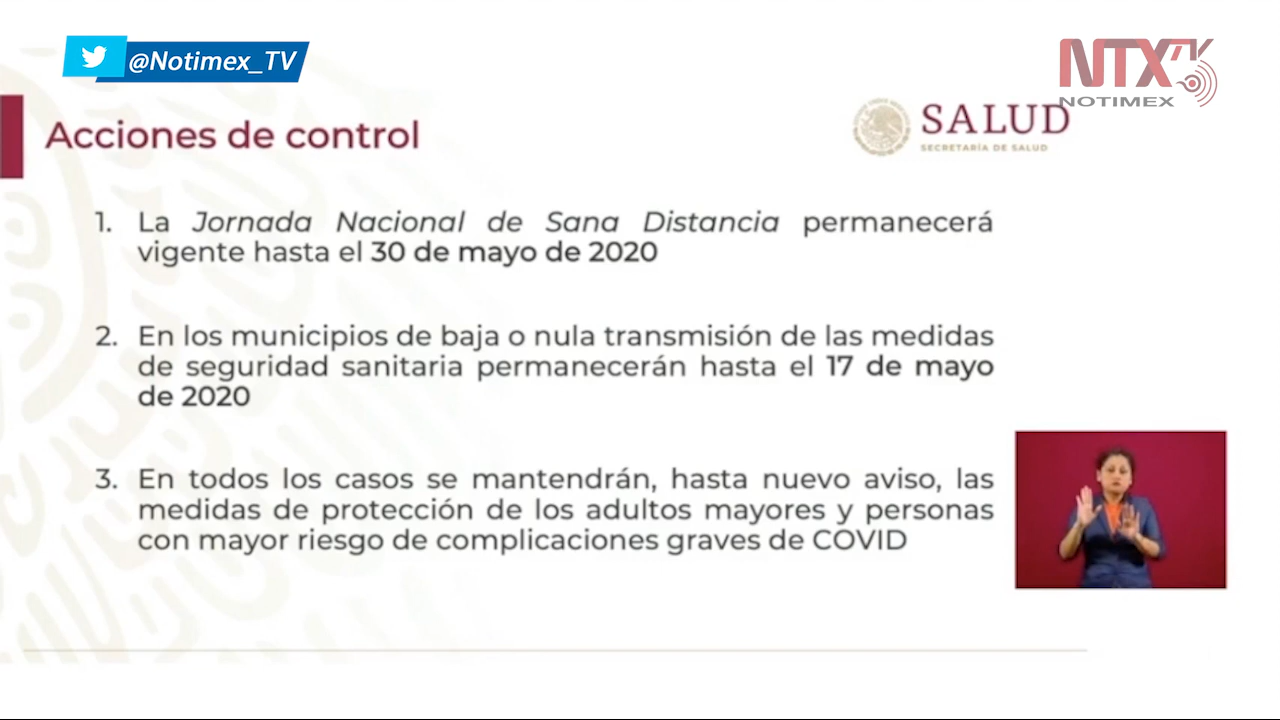 @Notimex_TV
NTX TV
NOTIMEX
SALUD
SECRETARÍA DE SALUD
Acciones de control
1. La Jornada Nacional de Sana Distancia permanecerá
vigente hasta el 30 de mayo de 2020
2. En los municipios de baja o nula transmisión de las medidas
de seguridad sanitaria permanecerán hasta el 17 de mayo
de 2020
3. En todos los casos se mantendrán, hasta nuevo aviso, las
medidas de protección de los adultos mayores y personas
con mayor riesgo de complicaciones graves de COVID